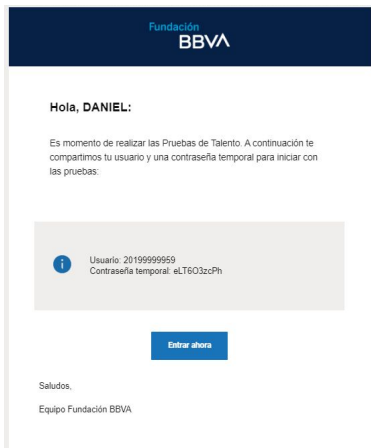 Fundación
BBVA
Hola, DANIEL:
Es momento de realizar las Pruebas de Talento. A continuación te
compartimos tu usuario y una contraseña temporal para iniciar con
las pruebas:
Usuario: 20199999959
Contraseña temporal: eLT6O3zcPh
Entrar ahora
Saludos,
Equipo Fundación BBVA